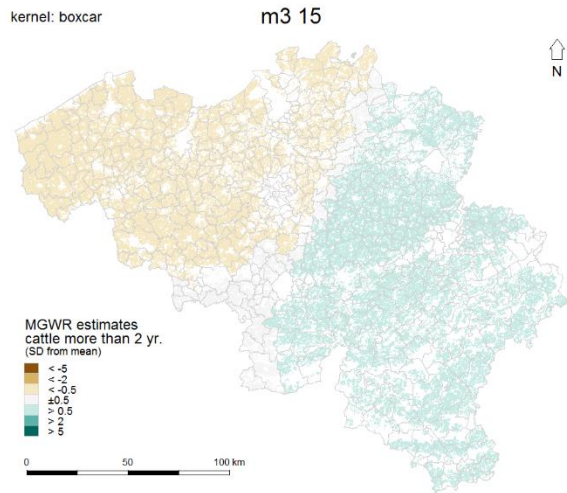 kernel: boxcar
m3 15
N
MGWR estimates
cattle more than 2 yr.
(SD from mean)
< -5
< -2
< -0.5
±0.5
> 0.5
> 2
> 5
0 50 100 km